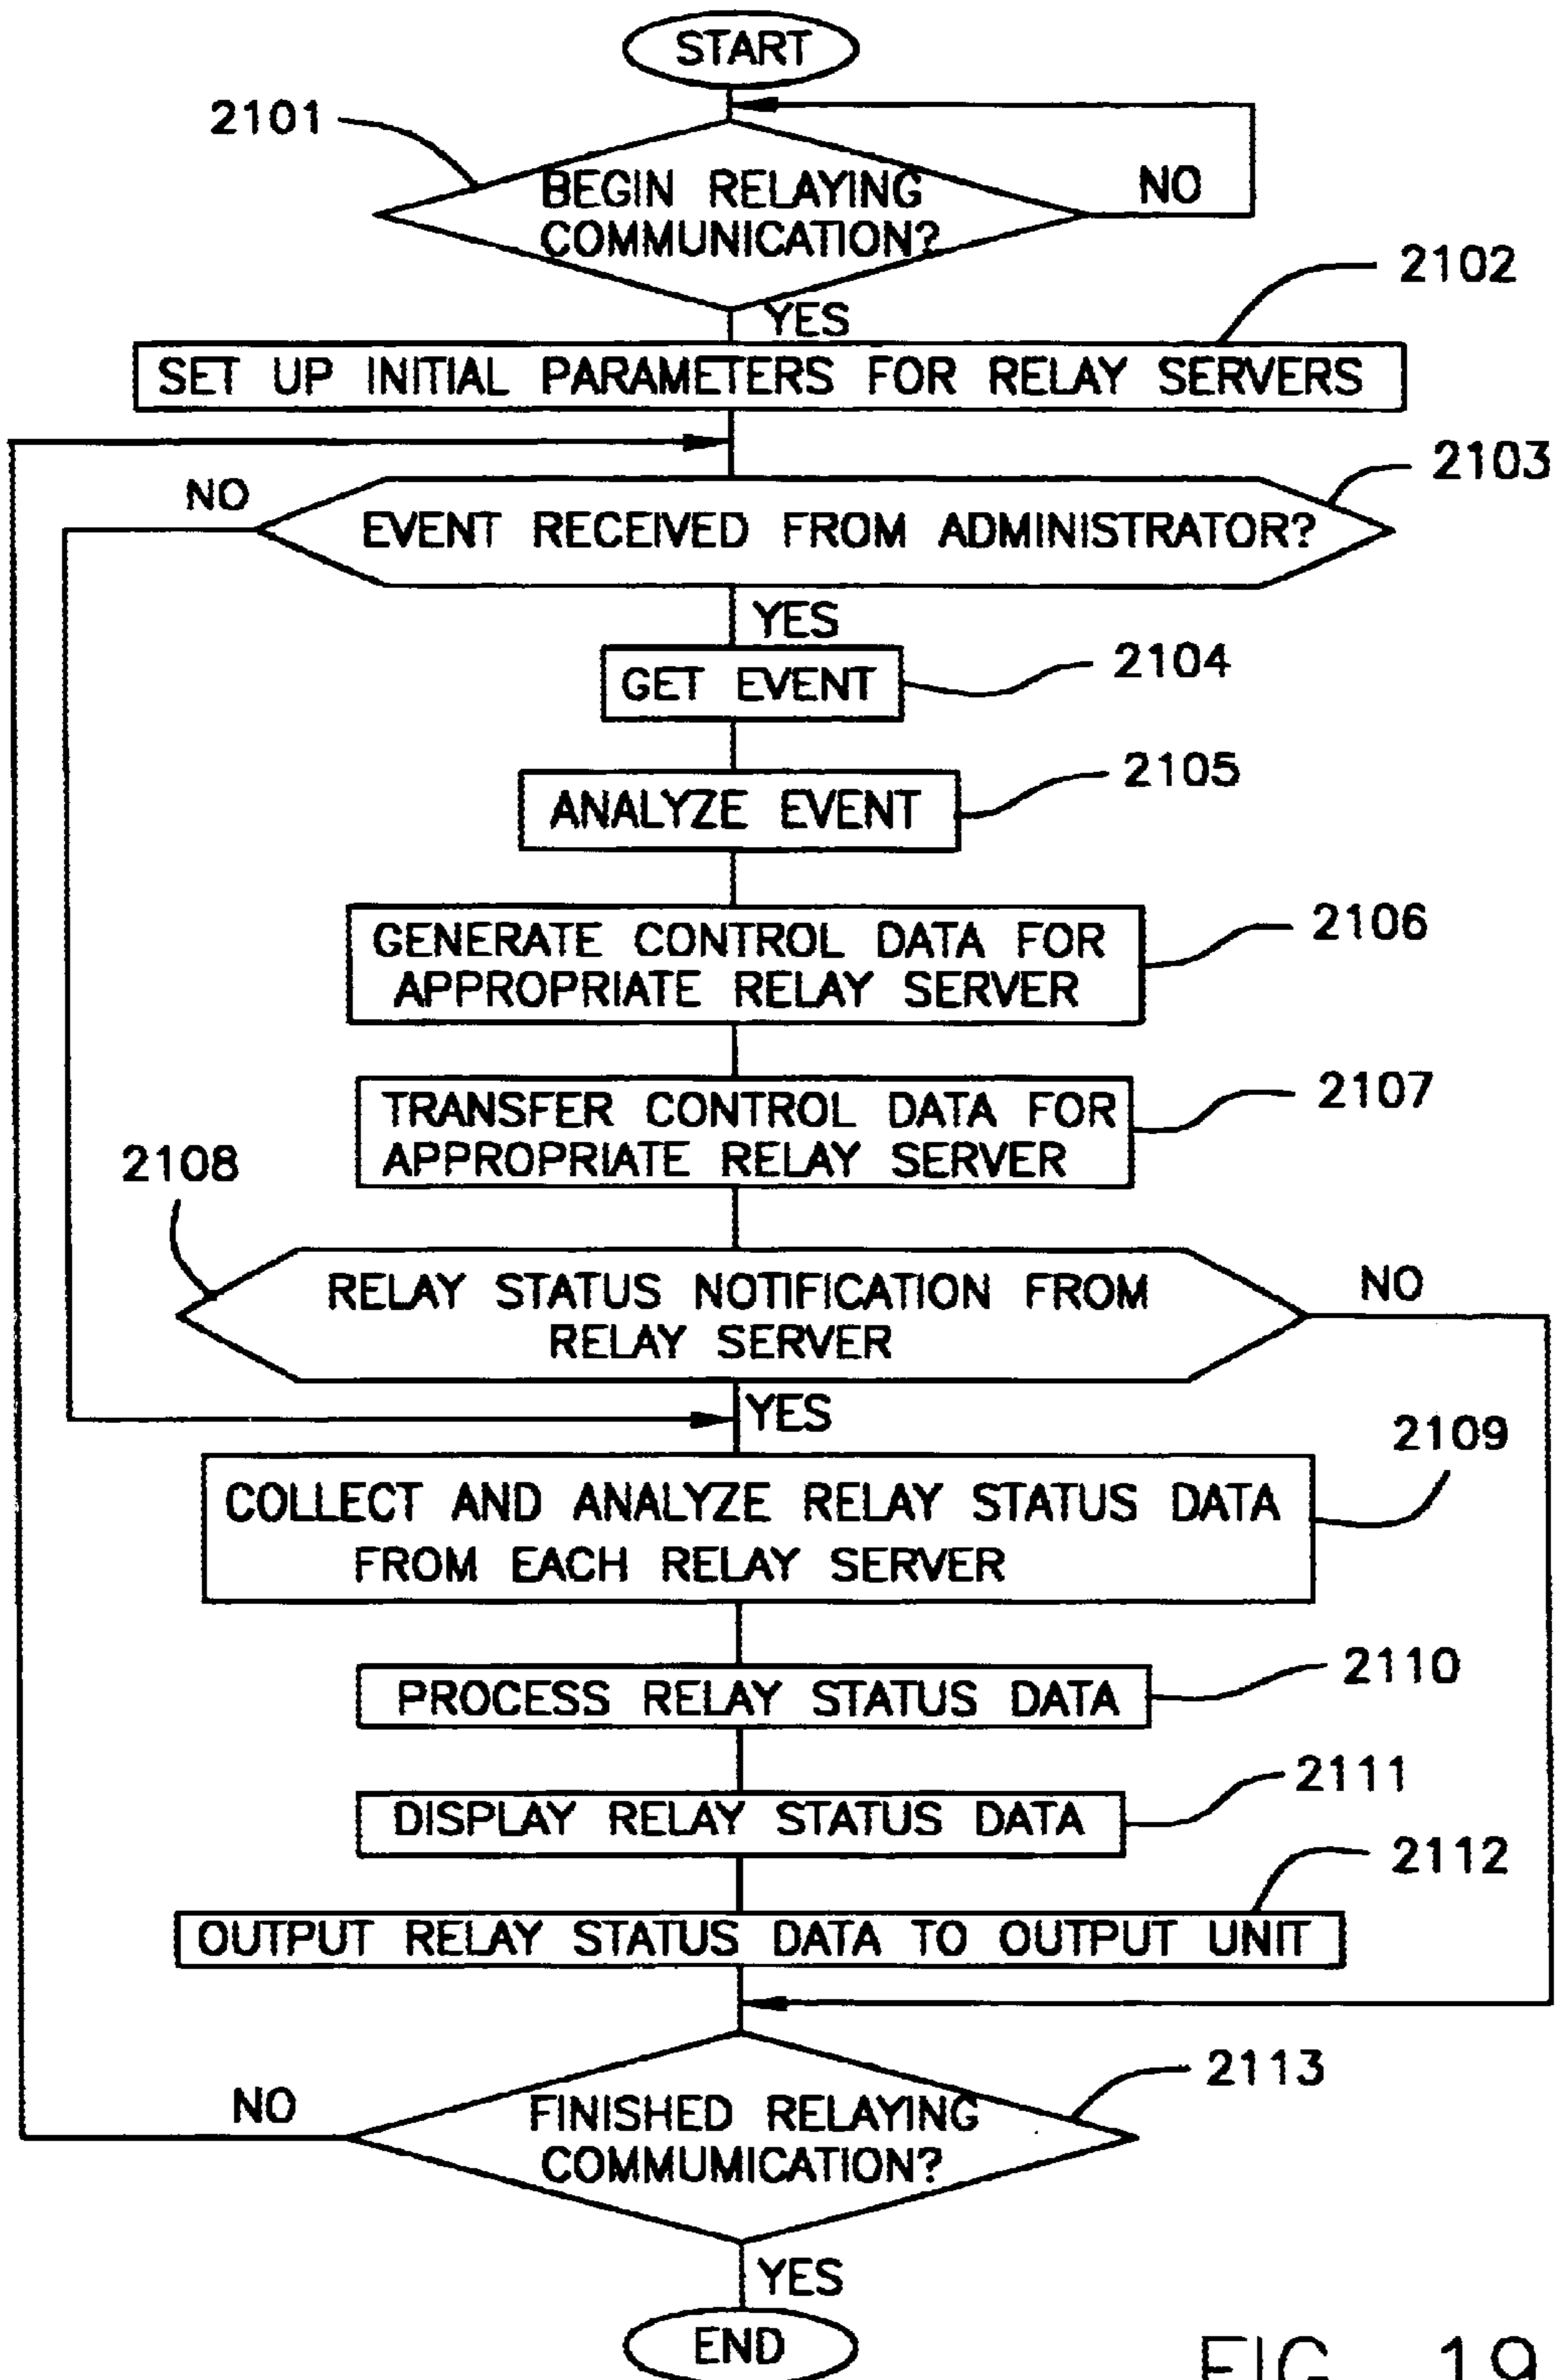 START
2101
BEGIN RELAYING
COMMUNICATION?
NO
YES
2102
SET UP INITIAL PARAMETERS FOR RELAY SERVERS
2103
NO
EVENT RECEIVED FROM ADMINISTRATOR?
YES
2104
GET EVENT
2105
ANALYZE EVENT
2106
GENERATE CONTROL DATA FOR
APPROPRIATE RELAY SERVER
2107
TRANSFER CONTROL DATA FOR
APPROPRIATE RELAY SERVER
2108
RELAY STATUS NOTIFICATION FROM
RELAY SERVER
NO
YES
2109
COLLECT AND ANALYZE RELAY STATUS DATA
FROM EACH RELAY SERVER
2110
PROCESS RELAY STATUS DATA
2111
DISPLAY RELAY STATUS DATA
2112
OUTPUT RELAY STATUS DATA TO OUTPUT UNIT
2113
NO
FINISHED RELAYING
COMMUMICATION?
YES
END
FIG. 19